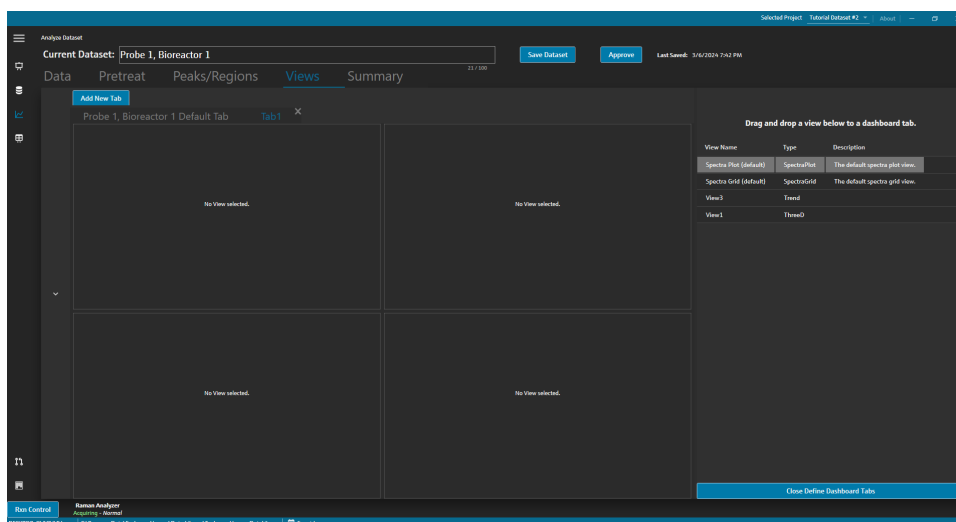 Selected Project Tutorial Dataset #2 About
Analyze Dataset
Current Dataset: Probe 1, Bioreactor 1 Save Dataset Approve Last Saved: 3/6/2024 7:42 PM
23 / 100
Data Pretreat Peaks/Regions Views Summary
Add New Tab
Probe 1, Bioreactor 1 Default Tab Tab1 X
Drag and drop a view below to a dashboard tab.
View Name Type Description
Spectra Plot (default) SpectraPlot The default spectra plot view.
Spectra Grid (default) SpectraGrid The default spectra grid view.
View3 Trend
View1 ThreeD
No View selected. No View selected.
No View selected. No View selected.
Close Define Dashboard Tabs
Rxn Control
Raman Analyzer
Acquiring - Normal